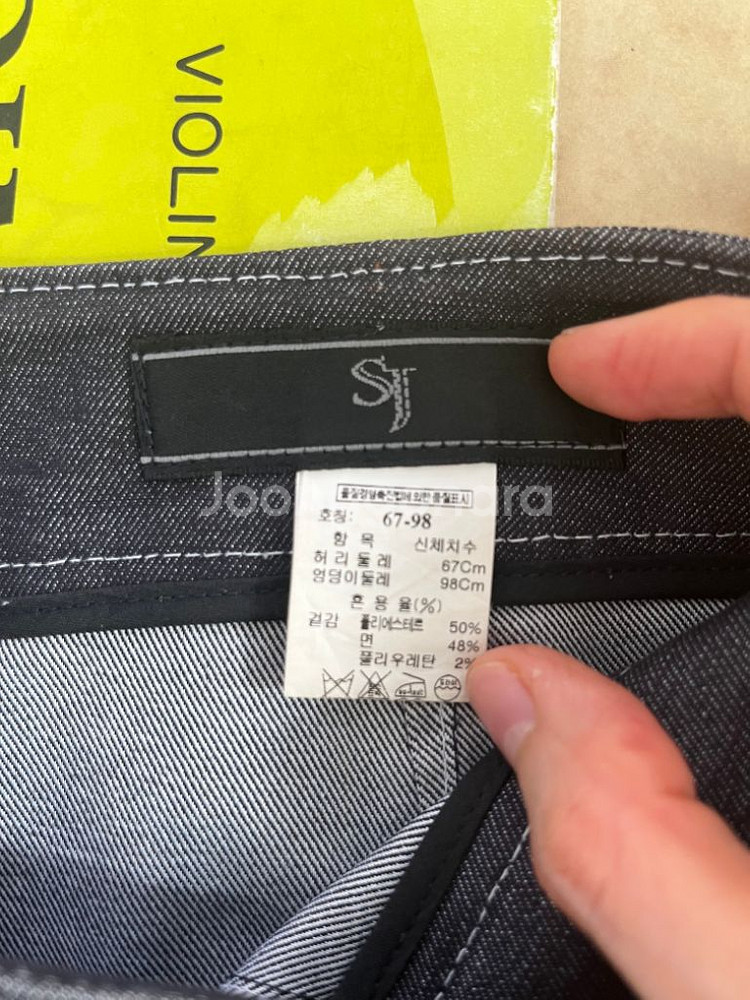 VIOLIN
SJ
품질경영촉진법에 의한 품질표시
호칭: 67-98
항 목 신체치수
허리둘레 67Cm
엉덩이둘레 98Cm
혼 용 율(%)
겉감 폴리에스테르 50%
면 48%
폴리우레탄 2%